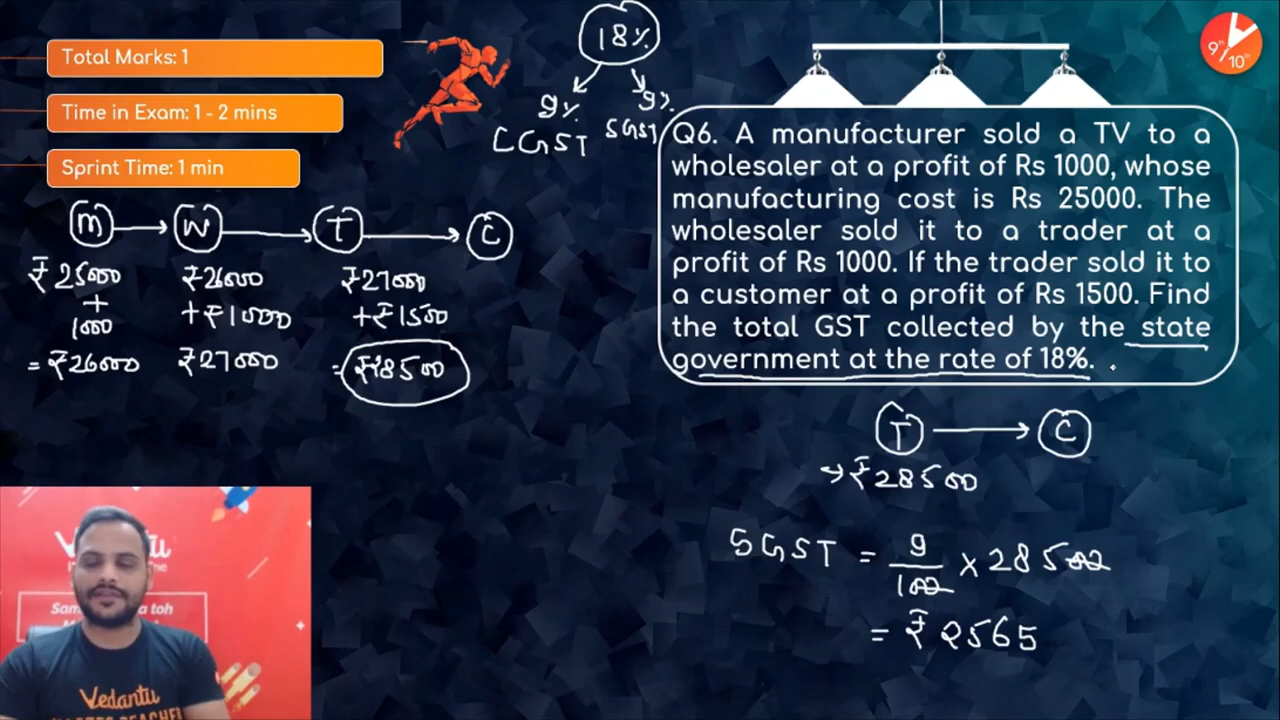 Total Marks: 1
Time in Exam: 1 - 2 mins
Sprint Time: 1 min
18%
9% 9%
CGST SGST
9th
10th
Q6. A manufacturer sold a TV to a
wholesaler at a profit of Rs 1000, whose
manufacturing cost is Rs 25000. The
wholesaler sold it to a trader at a
profit of Rs 1000. If the trader sold it to
a customer at a profit of Rs 1500. Find
the total GST collected by the state
government at the rate of 18%.
M → W → T → C
₹25000 ₹26000 ₹27000
+ +₹1000 +₹1500
1000
=₹26000 ₹27000 =₹28500
T → C
→₹28500
SGST = 9/100 × 28500
= ₹2565
Vedantu